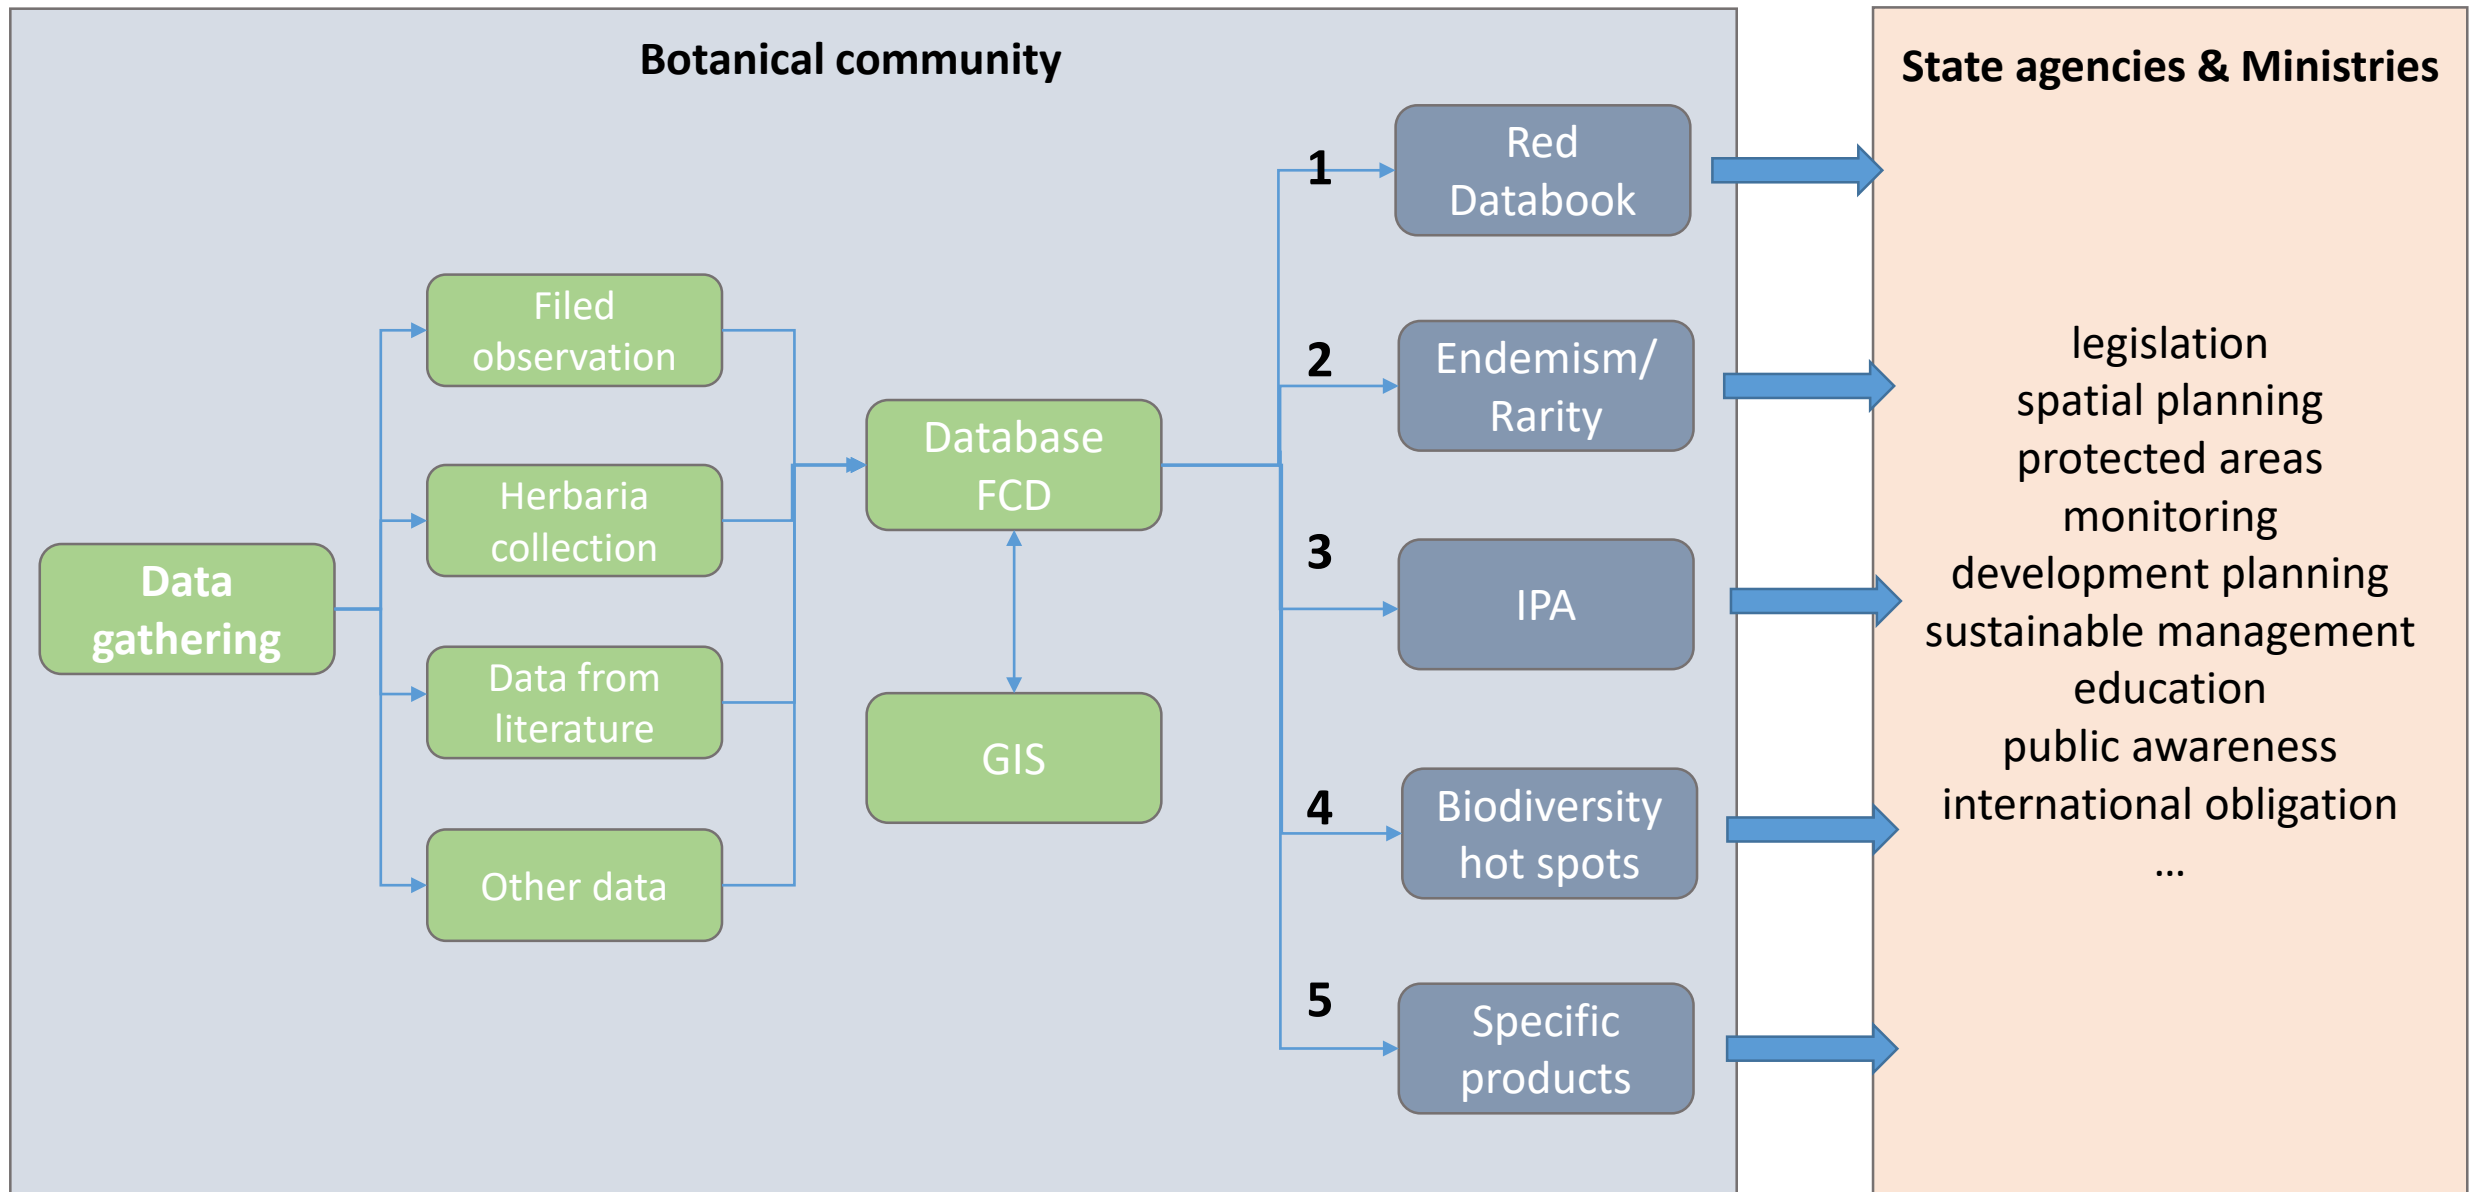 Botanical community
State agencies & Ministries
Data
gathering
Filed
observation
Herbaria
collection
Data from
literature
Other data
Database
FCD
GIS
1
Red
Databook
2
Endemism/
Rarity
3
IPA
4
Biodiversity
hot spots
5
Specific
products
legislation
spatial planning
protected areas
monitoring
development planning
sustainable management
education
public awareness
international obligation
...